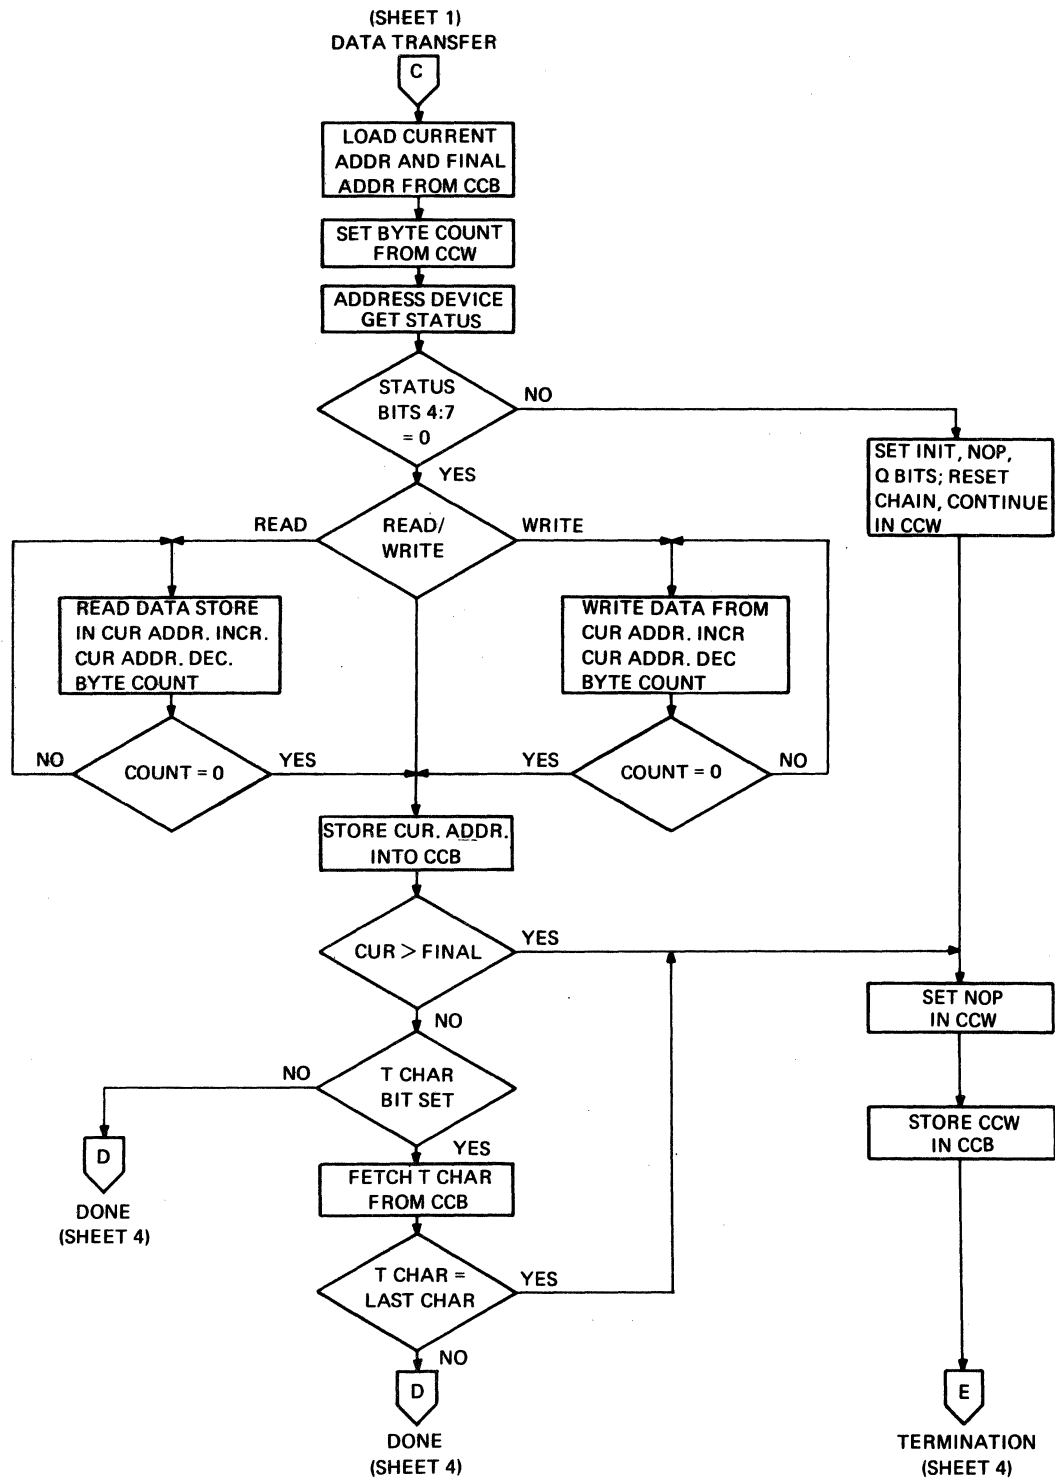 (SHEET 1)
DATA TRANSFER
C
LOAD CURRENT
ADDR AND FINAL
ADDR FROM CCB
SET BYTE COUNT
FROM CCW
ADDRESS DEVICE
GET STATUS
STATUS
BITS 4:7
= 0
NO
YES
SET INIT, NOP,
Q BITS; RESET
CHAIN, CONTINUE
IN CCW
READ
READ/
WRITE
WRITE
READ DATA STORE
IN CUR ADDR. INCR.
CUR ADDR. DEC.
BYTE COUNT
WRITE DATA FROM
CUR ADDR. INCR
CUR ADDR. DEC
BYTE COUNT
NO
COUNT = 0
YES
YES
COUNT = 0
NO
STORE CUR. ADDR.
INTO CCB
CUR > FINAL
YES
NO
SET NOP
IN CCW
NO
T CHAR
BIT SET
YES
STORE CCW
IN CCB
D
DONE
(SHEET 4)
FETCH T CHAR
FROM CCB
T CHAR =
LAST CHAR
YES
NO
D
DONE
(SHEET 4)
E
TERMINATION
(SHEET 4)